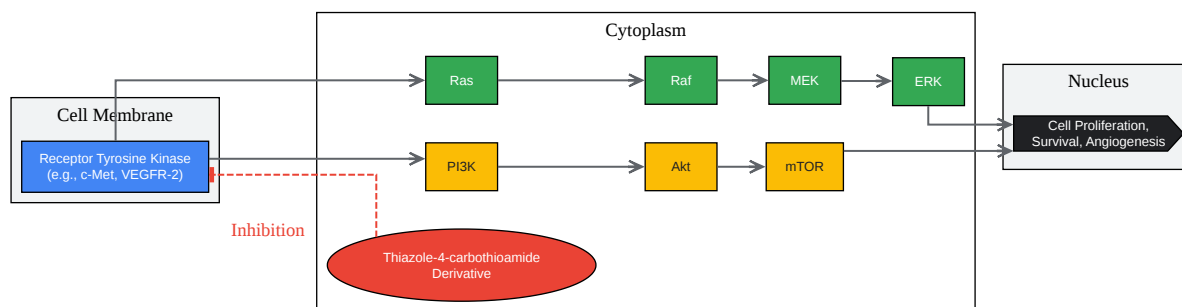 Cytoplasm
Ras
Raf
MEK
ERK
Nucleus
Cell Membrane
Cell Proliferation,
Survival, Angiogenesis
Receptor Tyrosine Kinase
(e.g., c-Met, VEGFR-2)
PI3K
Akt
mTOR
Inhibition
Thiazole-4-carbothioamide
Derivative